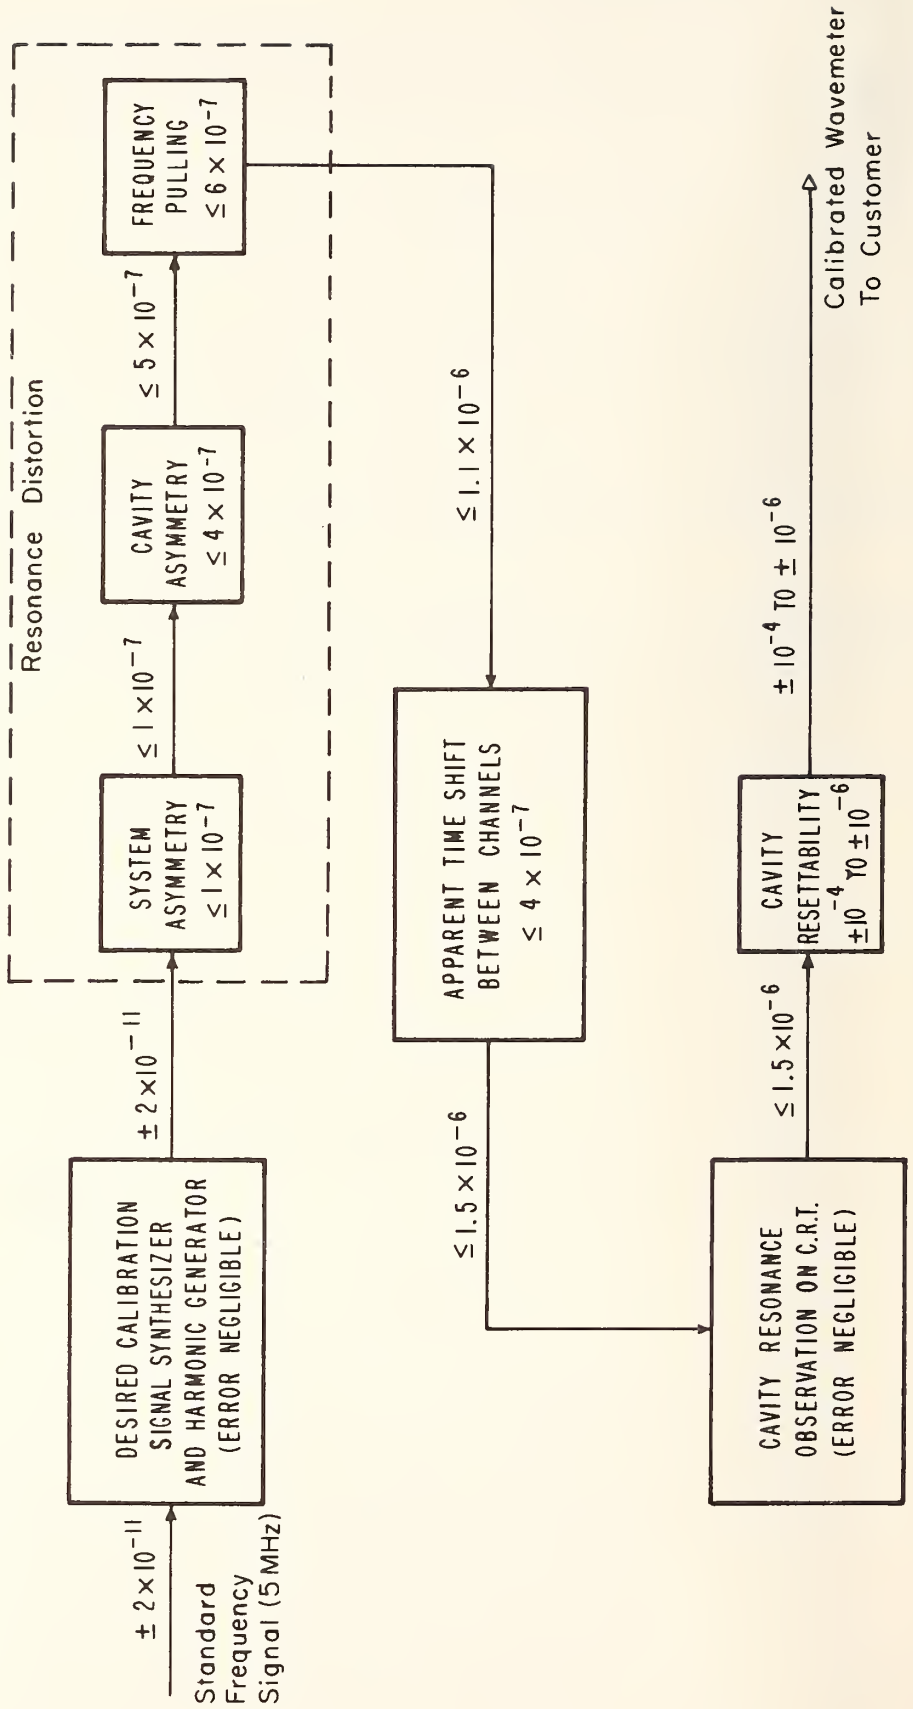 ± 2×10-11
Standard
Frequency
Signal (5 MHz)
DESIRED CALIBRATION
SIGNAL SYNTHESIZER
AND HARMONIC GENERATOR
(ERROR NEGLIGIBLE)
± 2×10-11
Resonance Distortion
SYSTEM
ASYMMETRY
≤ 1×10-7
≤ 1×10-7
CAVITY
ASYMMETRY
≤ 4×10-7
≤ 5×10-7
FREQUENCY
PULLING
≤ 6×10-7
≤ 1.1×10-6
APPARENT TIME SHIFT
BETWEEN CHANNELS
≤ 4×10-7
≤ 1.5×10-6
CAVITY RESONANCE
OBSERVATION ON C.R.T.
(ERROR NEGLIGIBLE)
≤ 1.5×10-6
CAVITY
RESETTABILITY
±10-4 TO ±10-6
±10-4 TO ±10-6
Calibrated Wavemeter
To Customer